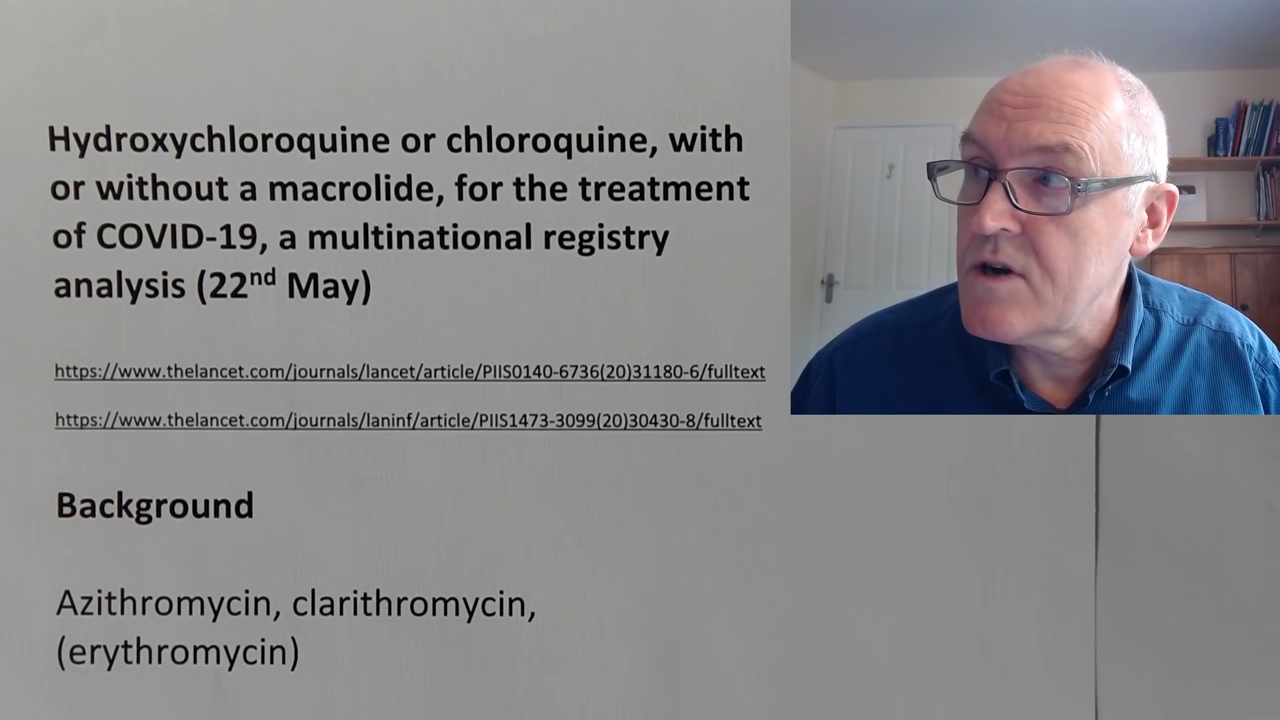 Hydroxychloroquine or chloroquine, with
or without a macrolide, for the treatment
of COVID-19, a multinational registry
analysis (22nd May)
https://www.thelancet.com/journals/lancet/article/PIIS0140-6736(20)31180-6/fulltext
https://www.thelancet.com/journals/laninf/article/PIIS1473-3099(20)30430-8/fulltext
Background
Azithromycin, clarithromycin,
(erythromycin)